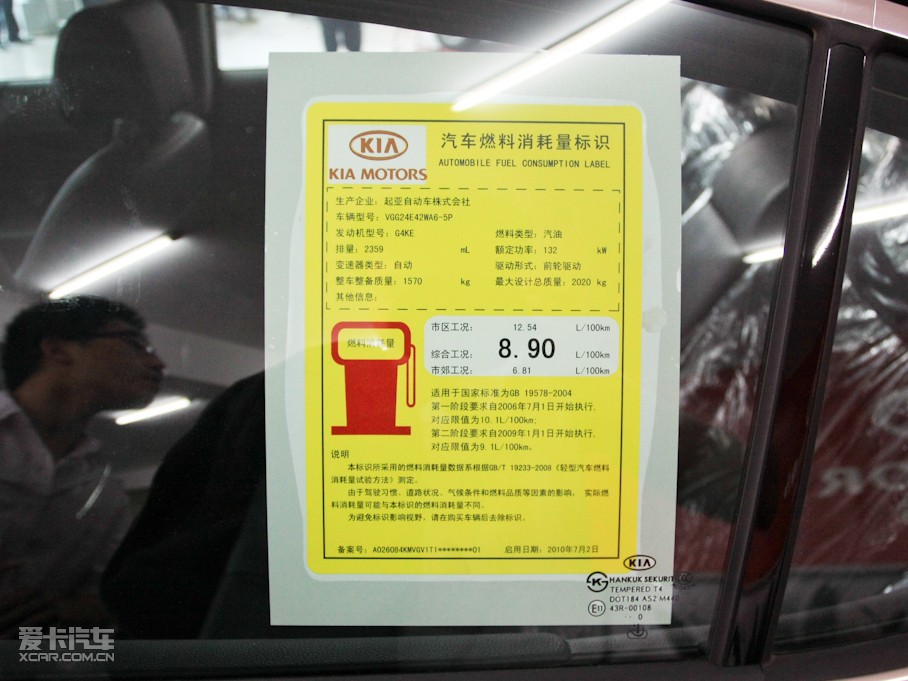 KIA
KIA MOTORS
汽车燃料消耗量标识
AUTOMOBILE FUEL CONSUMPTION LABEL
生产企业：起亚自动车株式会社
车辆型号：VGG24E42WA6-5P
发动机型号：G4KE 燃料类型：汽油
排量：2359 mL 额定功率：132 kW
变速器类型：自动 驱动形式：前轮驱动
整车整备质量：1570 kg 最大设计总质量：2020 kg
其他信息：
燃料消耗量
市区工况： 12.54 L/100km
综合工况： 8.90 L/100km
市郊工况： 6.81 L/100km
适用于国家标准为GB 19578-2004
第一阶段要求自2006年7月1日开始执行，
对应限值为10.1L/100km；
第二阶段要求自2009年1月1日开始执行，
对应限值为9.1L/100km。
说明
本标识所采用的燃料消耗量数据系根据GB/T 19233-2008《轻型汽车燃料
消耗量试验方法》测定。
由于驾驶习惯、道路状况、气候条件和燃料品质等因素的影响， 实际燃
料消耗量可能与本标识的燃料消耗量不同。
为避免标识影响视野，请在购买车辆后去除标识。
备案号：A026084KMVGV1T1********01 启用日期：2010年7月2日
KIA
HANKUK SEKURIT
TEMPERED T4
DOT184 AS2 M440
E11 43R-00108
0
爱卡汽车
XCAR.COM.CN